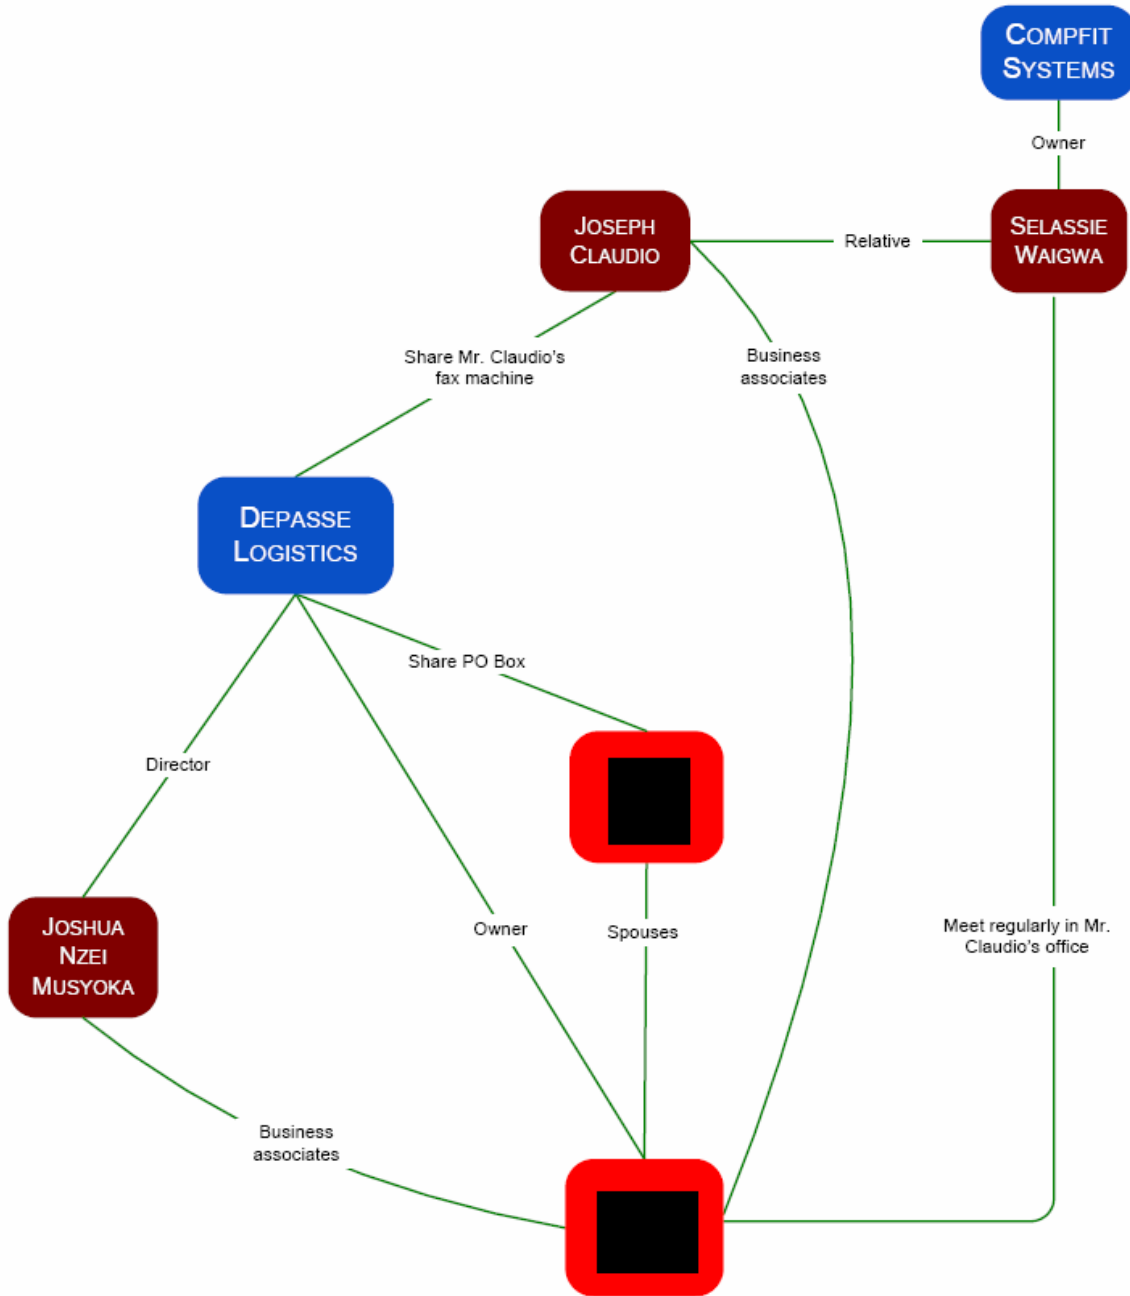 COMPFIT
SYSTEMS
Owner
JOSEPH
CLAUDIO
Relative
SELASSIE
WAIGWA
Share Mr. Claudio's
fax machine
Business
associates
DEPASSE
LOGISTICS
Share PO Box
Director
JOSHUA
NZEI
MUSYOKA
Owner
Spouses
Meet regularly in Mr.
Claudio's office
Business
associates